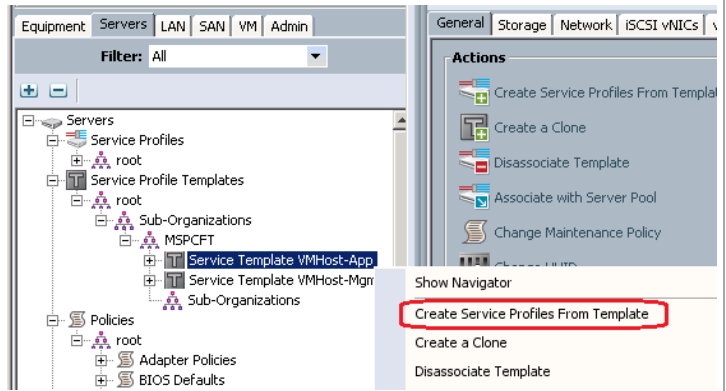 Equipment Servers LAN SAN VM Admin
Filter: All
Servers
Service Profiles
root
Service Profile Templates
root
Sub-Organizations
MSPCFT
Service Template VMHost-App
Service Template VMHost-Mgm
Sub-Organizations
Policies
root
Adapter Policies
BIOS Defaults
General Storage Network iSCSI vNICs
Actions
Create Service Profiles From Templa
Create a Clone
Disassociate Template
Associate with Server Pool
Change Maintenance Policy
Change UUID
Show Navigator
Create Service Profiles From Template
Create a Clone
Disassociate Template